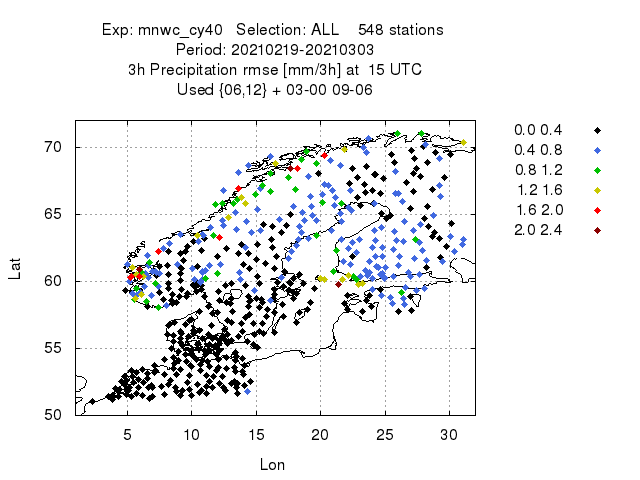 Exp: mnwc_cy40 Selection: ALL 548 stations
Period: 20210219-20210303
3h Precipitation rmse [mm/3h] at 15 UTC
Used {06,12} + 03-00 09-06
0.0 0.4
0.4 0.8
0.8 1.2
1.2 1.6
1.6 2.0
2.0 2.4
70
65
60
55
50
Lat
5 10 15 20 25 30
Lon